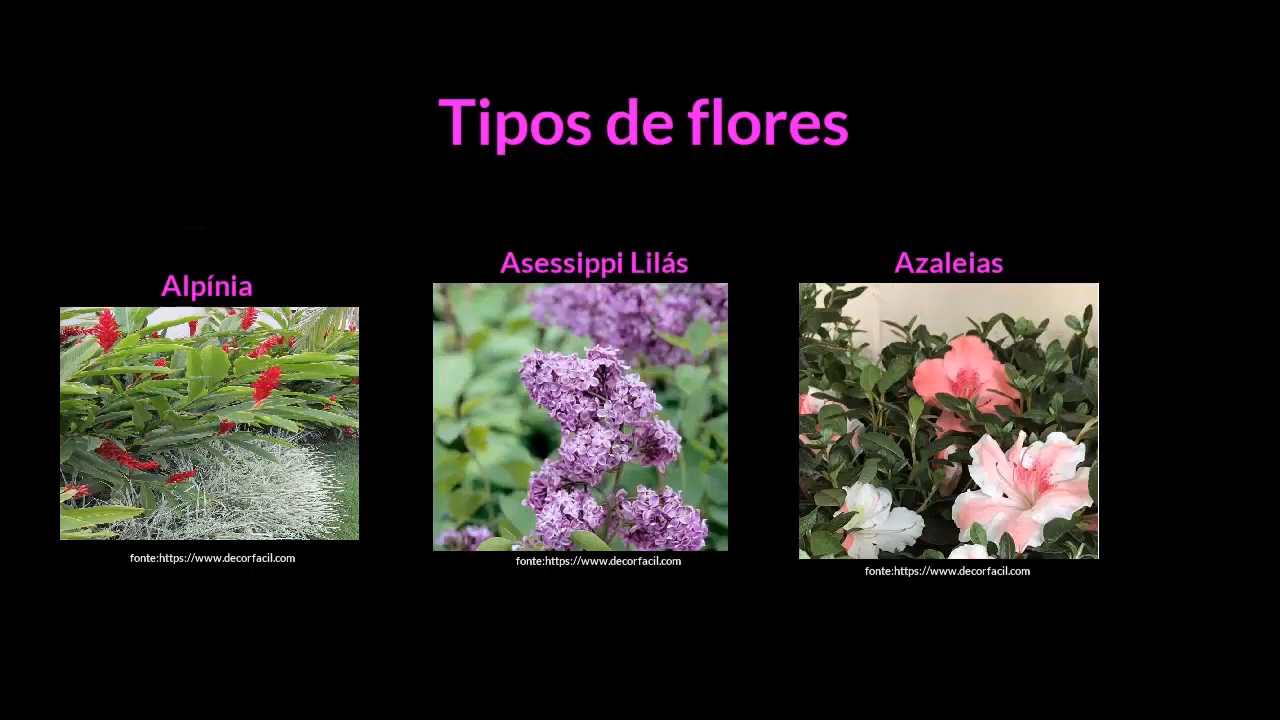 Tipos de flores
Alpínia
Asessippi Lilás
Azaleias
fonte:https://www.decorfacil.com
fonte:https://www.decorfacil.com
fonte:https://www.decorfacil.com